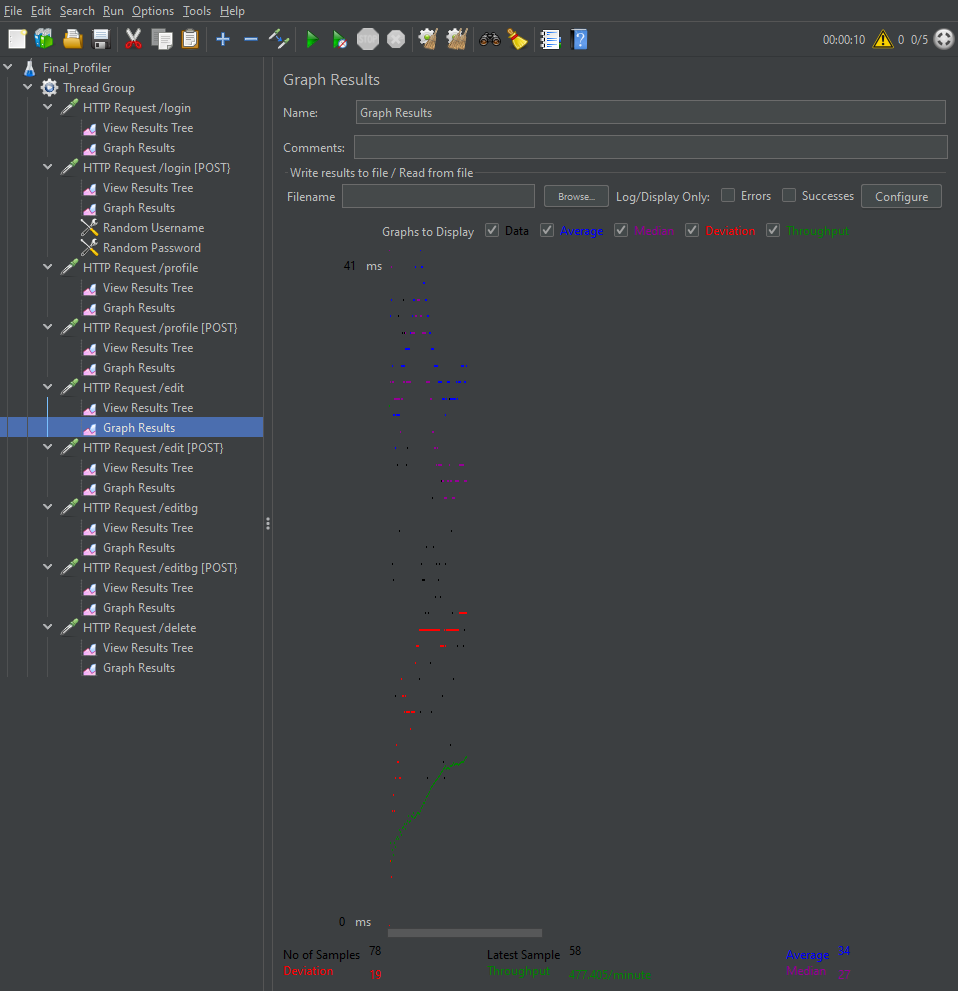 File Edit Search Run Options Tools Help
00:00:10 0 0/5
Final_Profiler
Thread Group
HTTP Request /login
View Results Tree
Graph Results
HTTP Request /login [POST}
View Results Tree
Graph Results
Random Username
Random Password
HTTP Request /profile
View Results Tree
Graph Results
HTTP Request /profile [POST}
View Results Tree
Graph Results
HTTP Request /edit
View Results Tree
Graph Results
HTTP Request /edit [POST}
View Results Tree
Graph Results
HTTP Request /editbg
View Results Tree
Graph Results
HTTP Request /editbg [POST}
View Results Tree
Graph Results
HTTP Request /delete
View Results Tree
Graph Results
Graph Results
Name: Graph Results
Comments:
Write results to file / Read from file
Filename Browse... Log/Display Only: Errors Successes Configure
Graphs to Display Data Average Median Deviation Throughput
41 ms
0 ms
No of Samples 78 Latest Sample 58 Average 34
Deviation 19 Throughput 477.405/minute Median